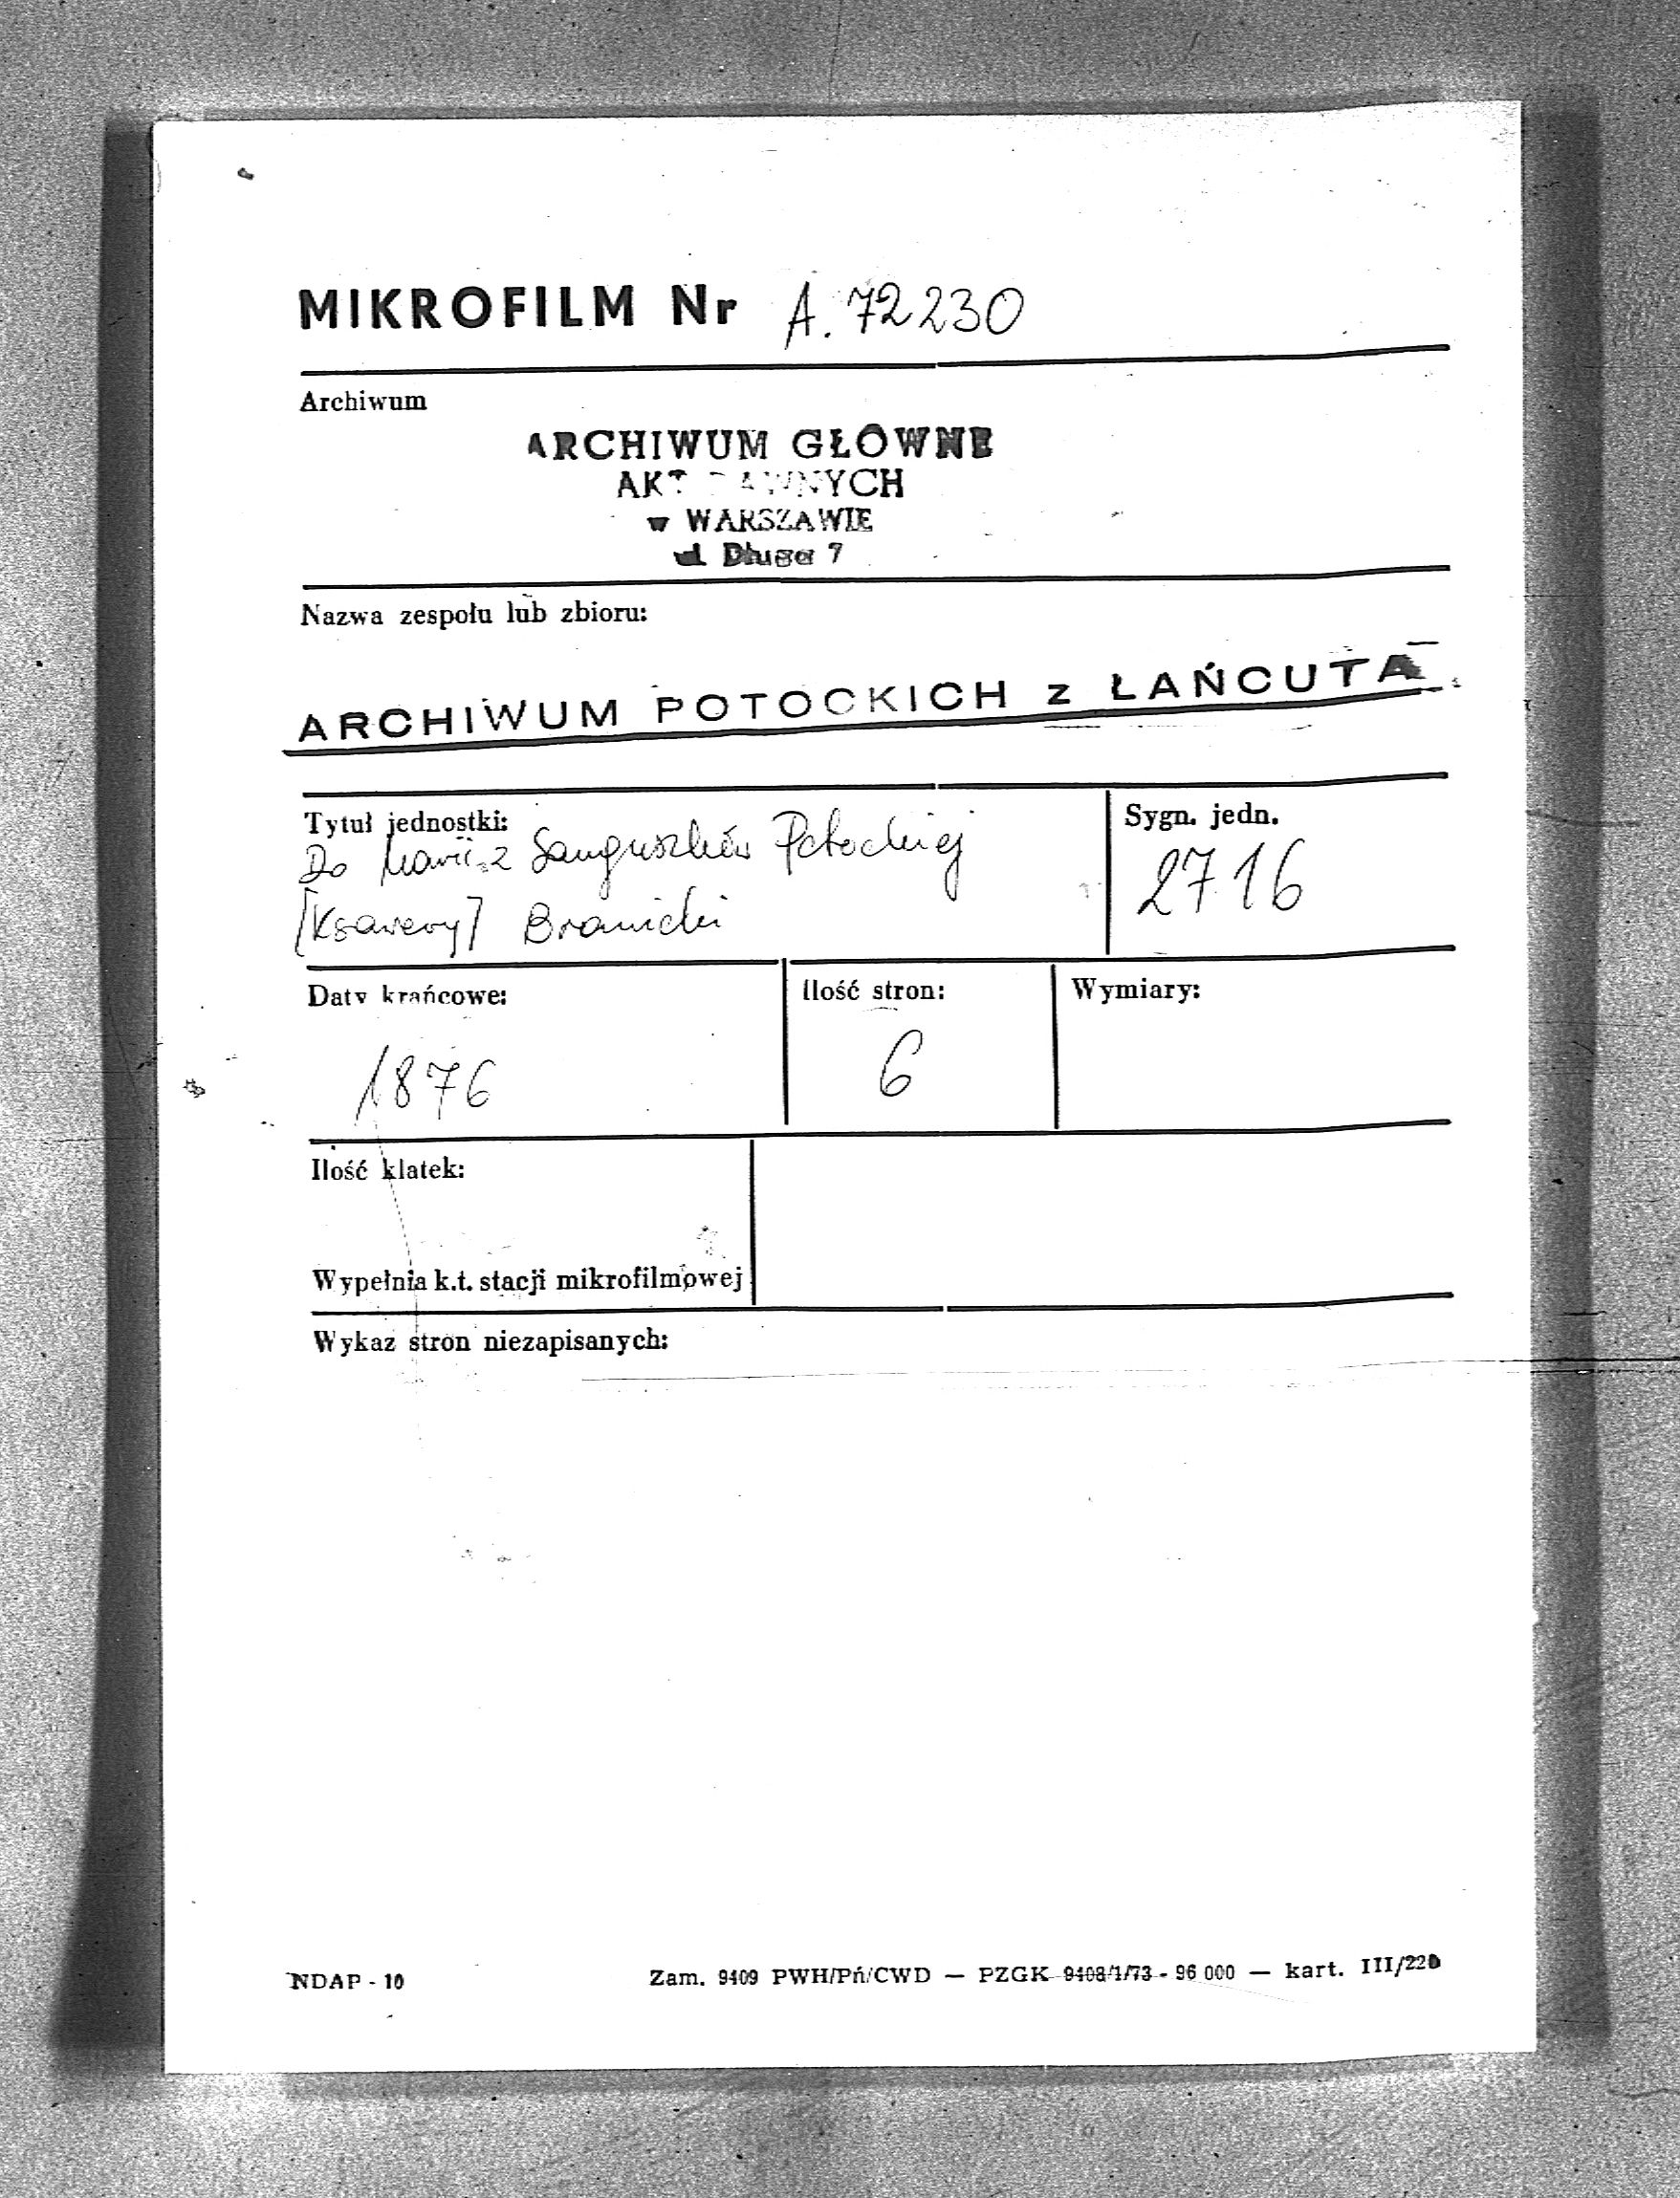 MIKROFILM Nr A. 72230
Archiwum
ARCHIWUM GŁÓWNE
AKT DAWNYCH
w WARSZAWIE
ul Długa 7
Nazwa zespołu lub zbioru:
ARCHIWUM POTOCKICH z ŁAŃCUTA
Tytuł jednostki:
Sygn. jedn.
Do Marii z Sanguszków Potockiej
2716
[Ksawery] Branicki
Daty krańcowe:
Ilość stron:
Wymiary:
1876
6
Ilość klatek:
Wypełnia k.t. stacji mikrofilmowej
Wykaz stron niezapisanych:
NDAP - 10
Zam. 9409 PWH/Pń/CWD — PZGK 9408/1/73 - 96 000 — kart. III/220